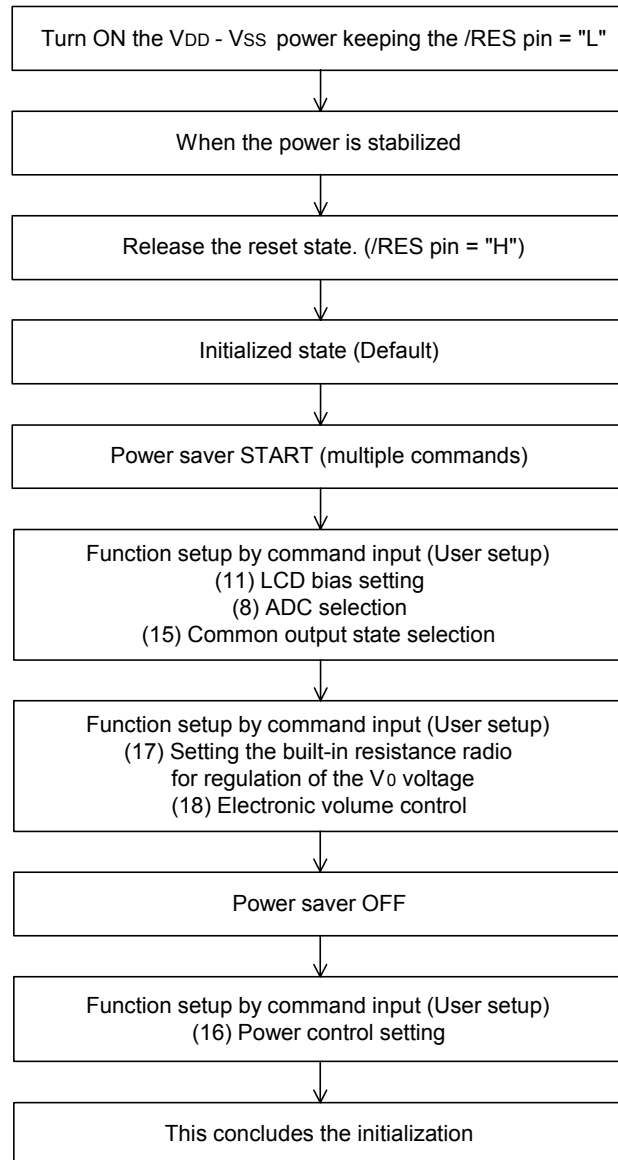 Turn ON the VDD - VSS power keeping the /RES pin = "L"
When the power is stabilized
Release the reset state. (/RES pin = "H")
Initialized state (Default)
Power saver START (multiple commands)
Function setup by command input (User setup)
(11) LCD bias setting
(8) ADC selection
(15) Common output state selection
Function setup by command input (User setup)
(17) Setting the built-in resistance radio
for regulation of the V0 voltage
(18) Electronic volume control
Power saver OFF
Function setup by command input (User setup)
(16) Power control setting
This concludes the initialization